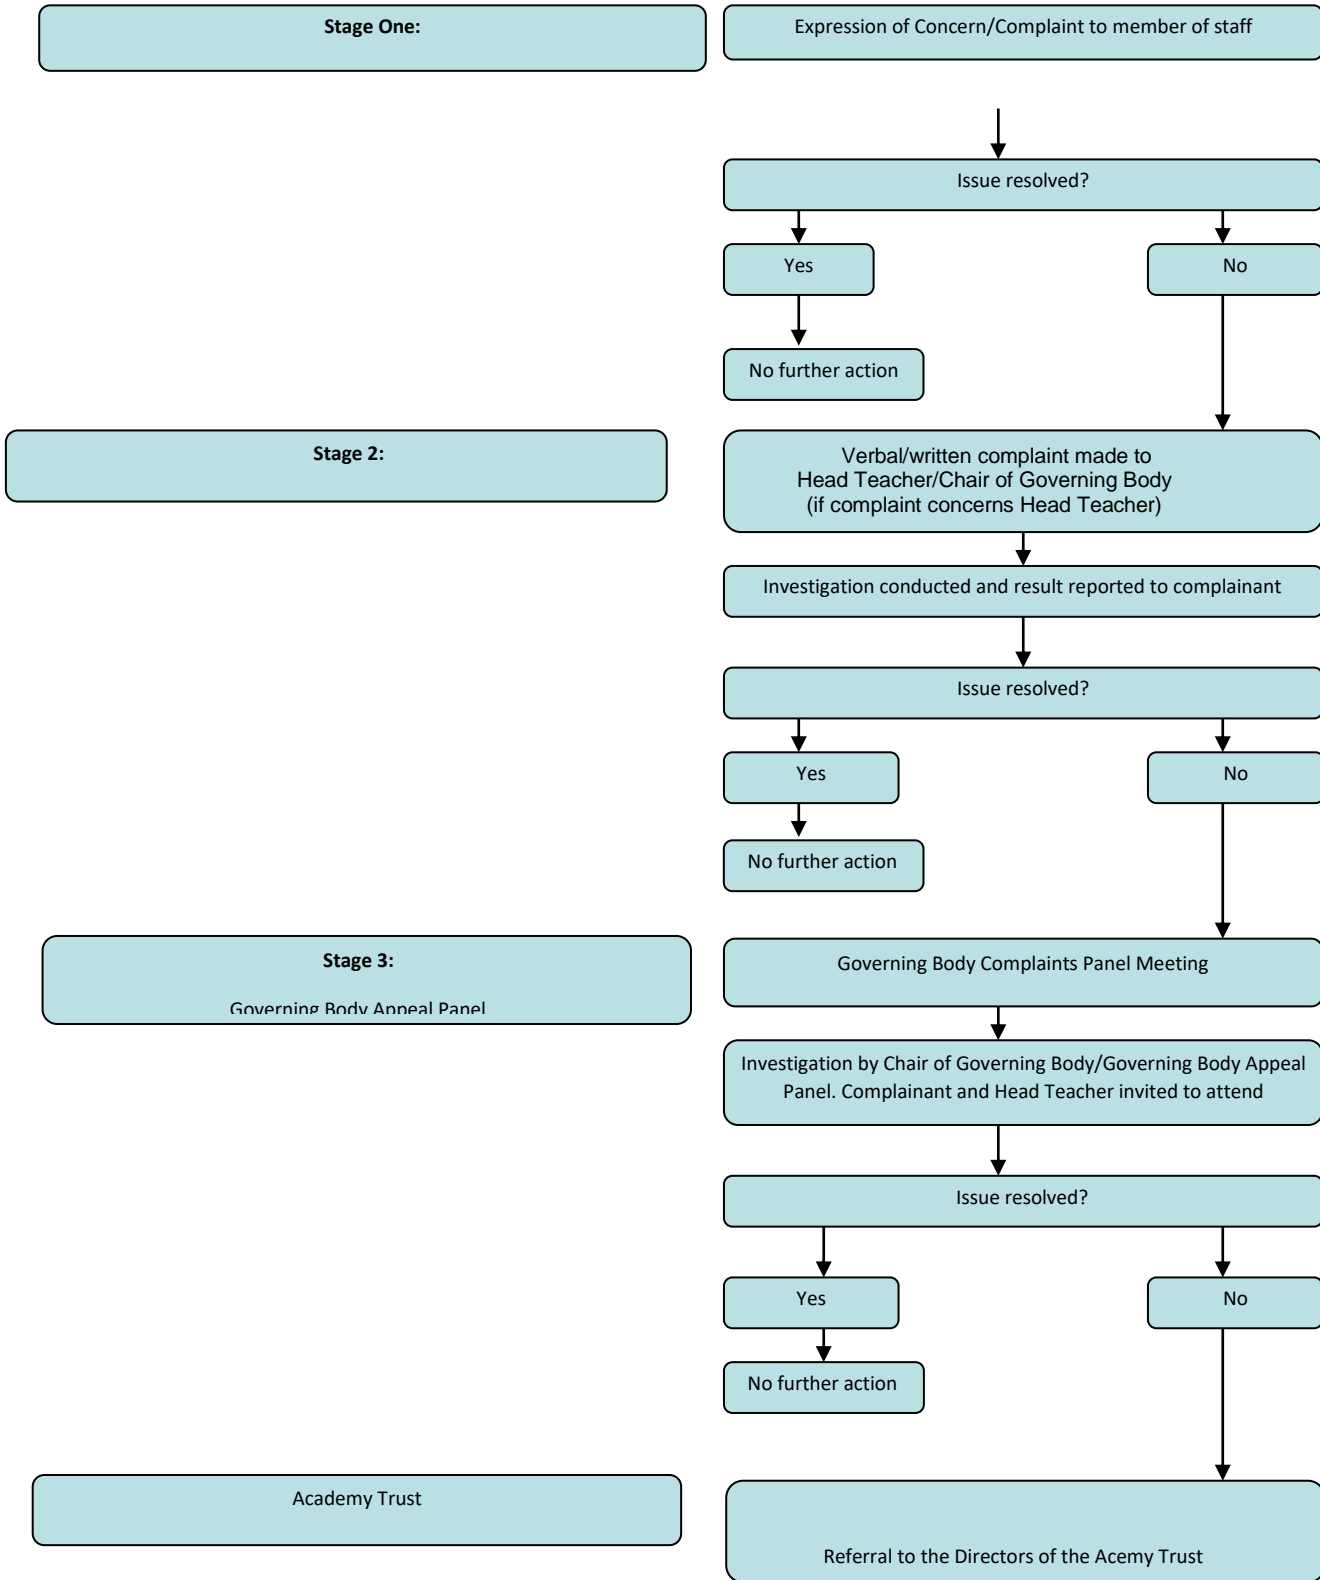 Stage One:
Expression of Concern/Complaint to member of staff
Issue resolved?
Yes
No
No further action
Stage 2:
Verbal/written complaint made to
Head Teacher/Chair of Governing Body
(if complaint concerns Head Teacher)
Investigation conducted and result reported to complainant
Issue resolved?
Yes
No
No further action
Stage 3:
Governing Body Appeal Panel
Governing Body Complaints Panel Meeting
Investigation by Chair of Governing Body/Governing Body Appeal
Panel. Complainant and Head Teacher invited to attend
Issue resolved?
Yes
No
No further action
Academy Trust
Referral to the Directors of the Acemy Trust